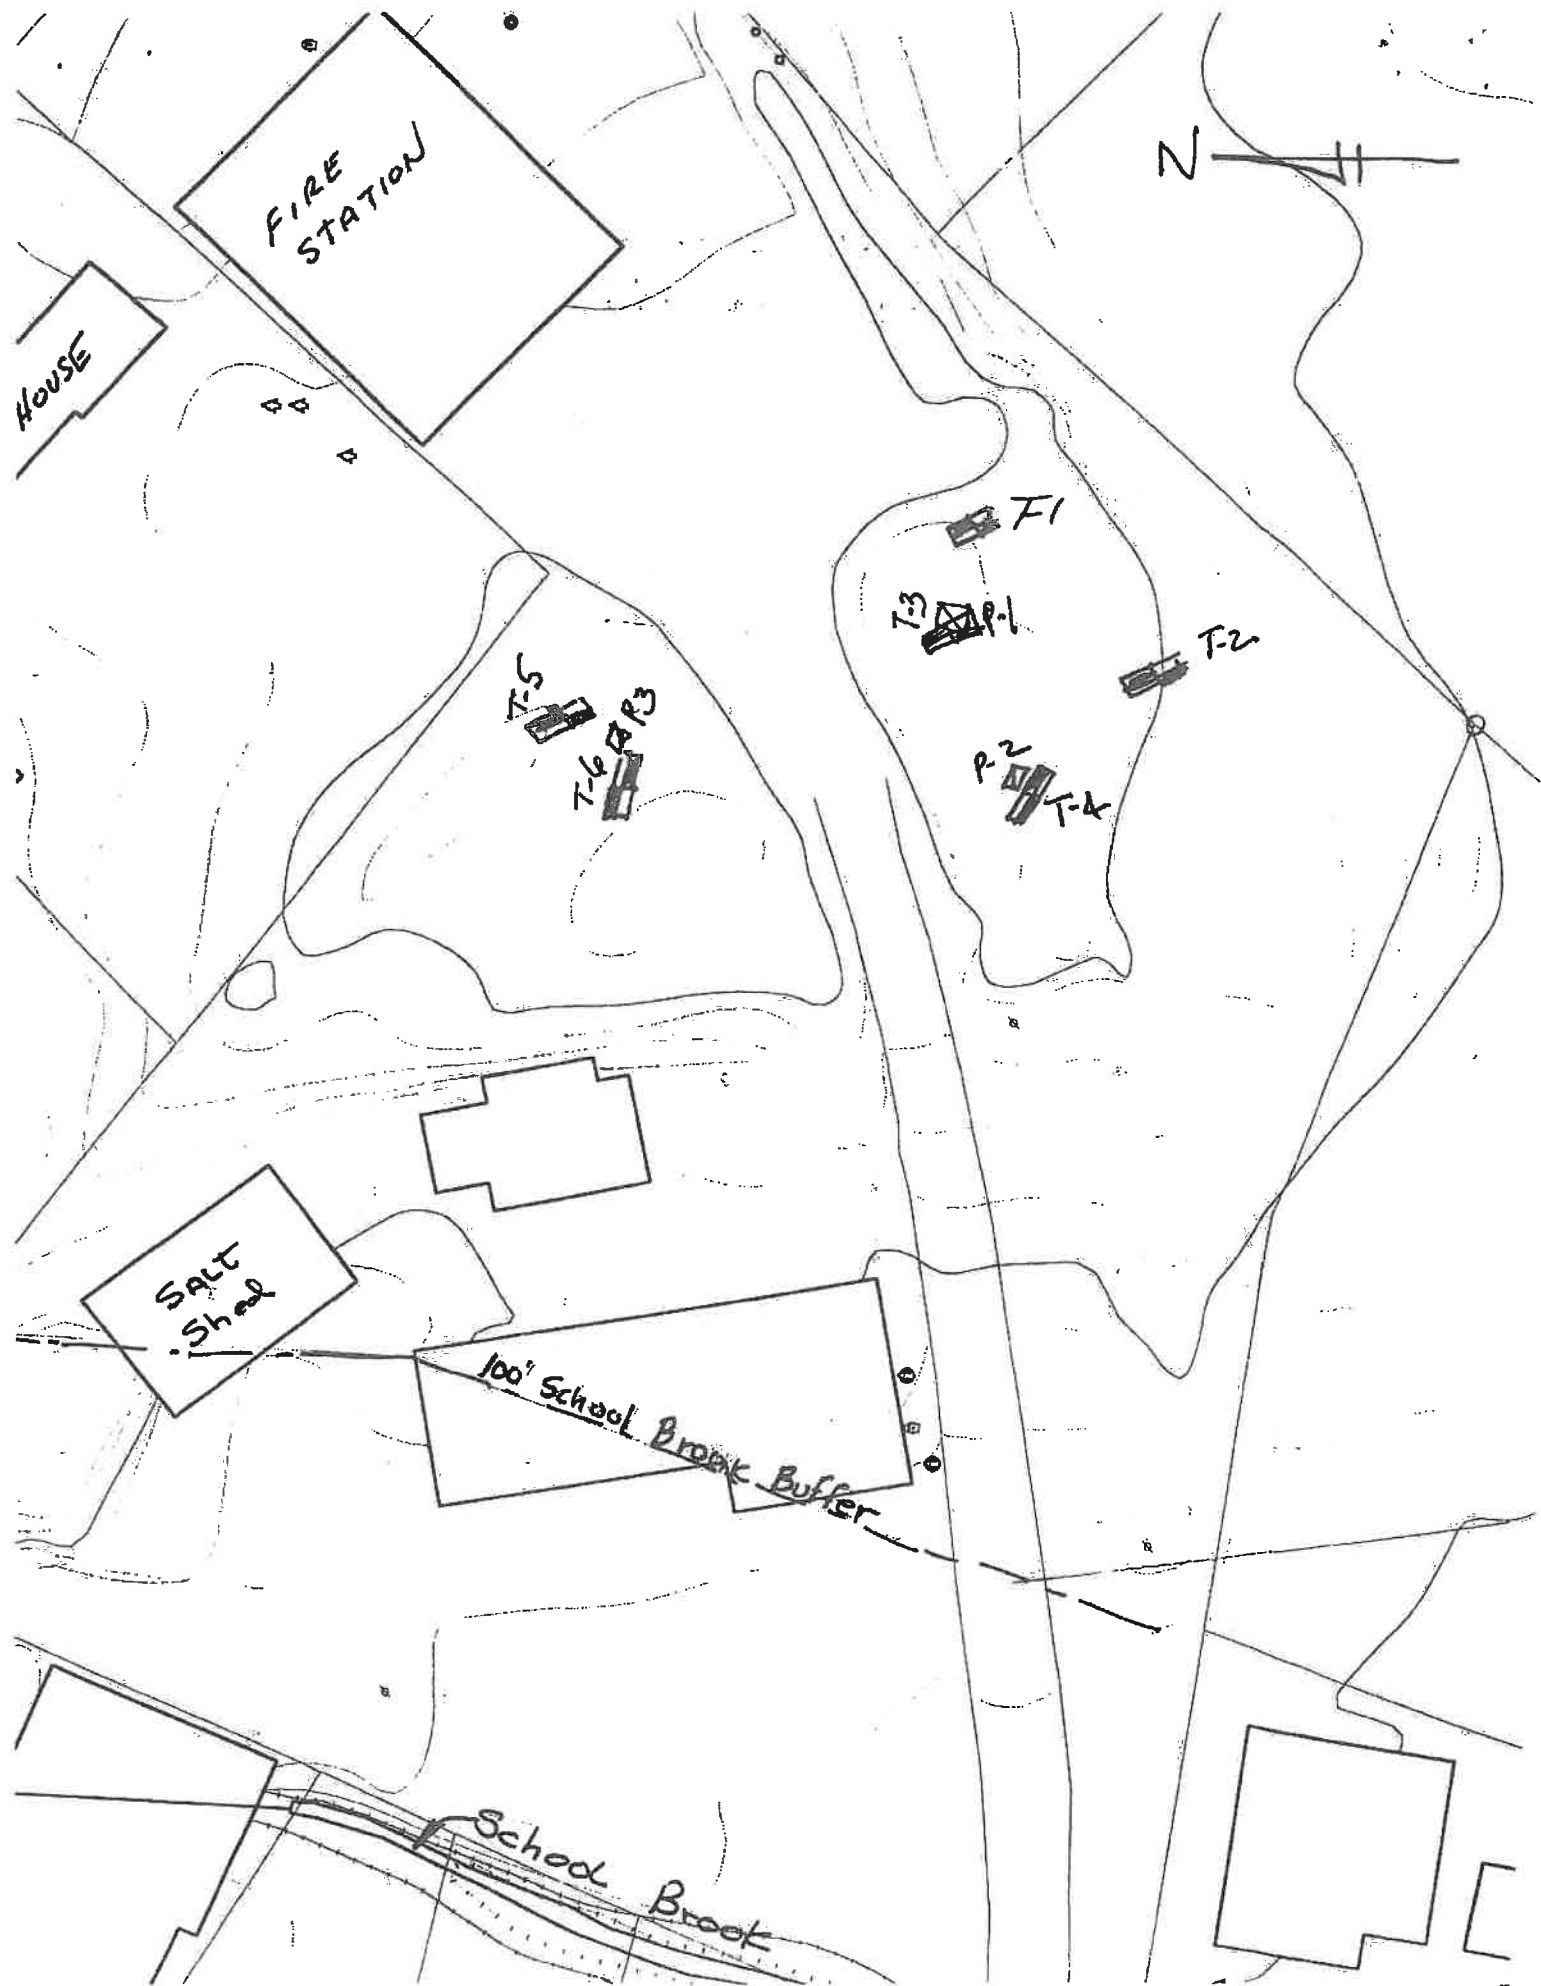 FIRE
STATION
N
HOUSE
T-3
P-1
T-2
T-5
P3
T-6
P-2
T-4
SALT
Shed
100' School Brook Buffer
School Brook